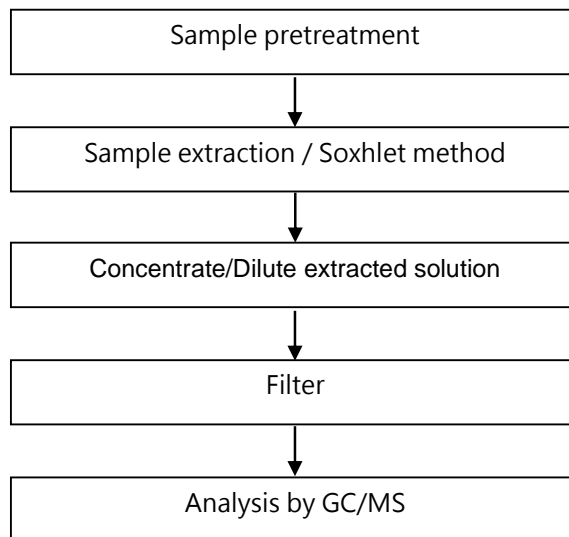 Sample pretreatment
Sample extraction / Soxhlet method
Concentrate/Dilute extracted solution
Filter
Analysis by GC/MS